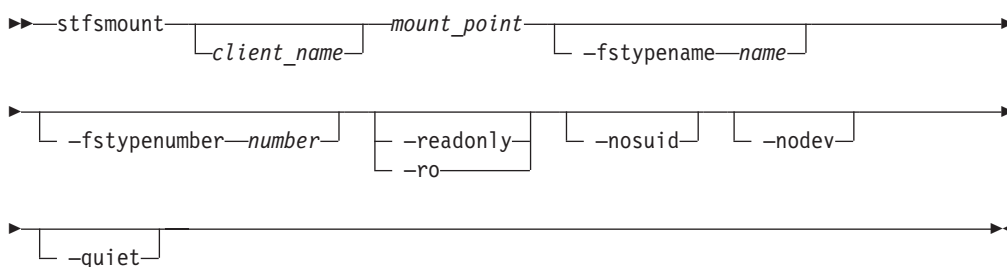 stfsmount client_name mount_point –fstypename name
–fstypenumber number –readonly –nosuid –nodev
–ro
–quiet